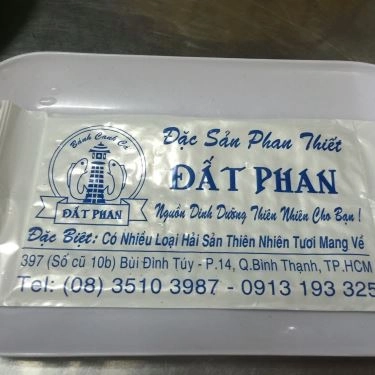 Bánh Canh Cá
ĐẤT PHAN
Đặc Sản Phan Thiết
ĐẤT PHAN
Nguồn Dinh Dưỡng Thiên Nhiên Cho Bạn !
Đặc Biệt: Có Nhiều Loại Hải Sản Thiên Nhiên Tươi Mang Về
397 (Số cũ 10b) Bùi Đình Túy - P.14, Q.Bình Thạnh, TP.HCM
Tel: (08) 3510 3987 - 0913 193 325